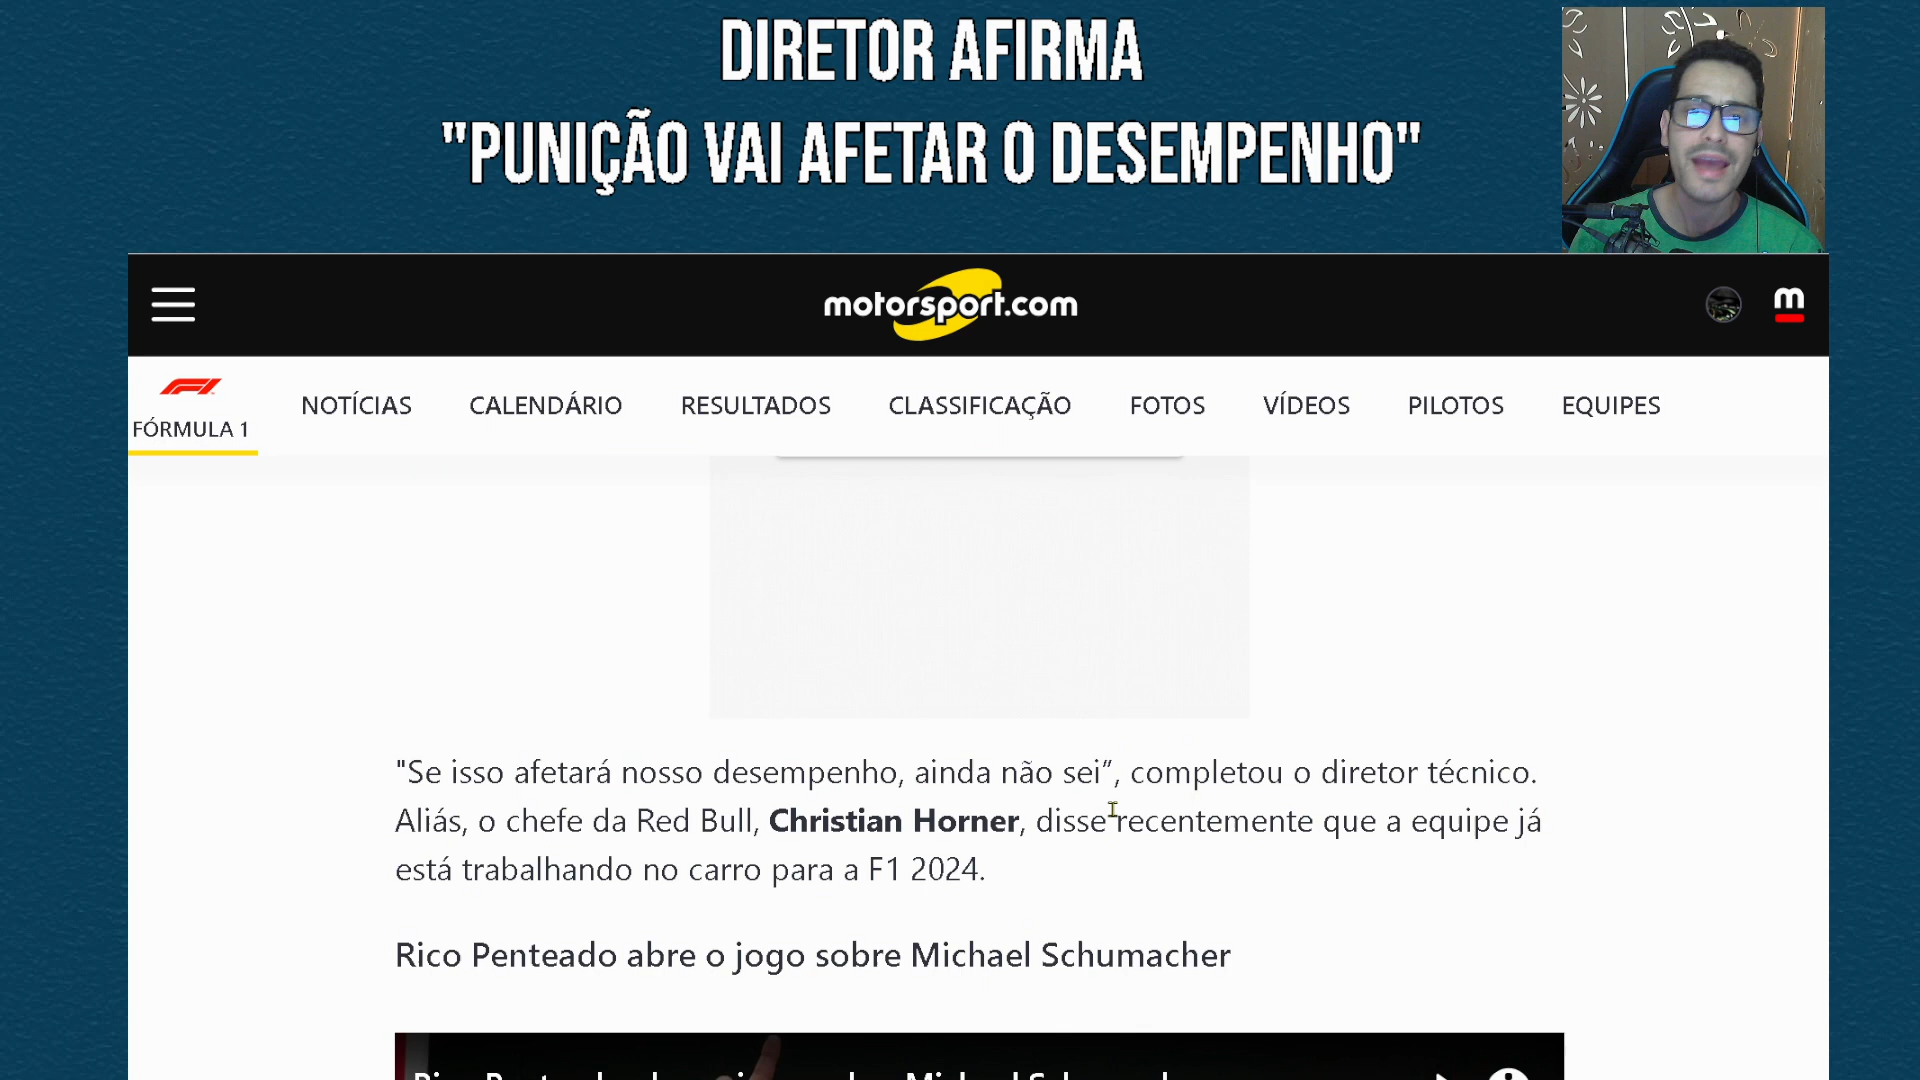 DIRETOR AFIRMA
"PUNIÇÃO VAI AFETAR O DESEMPENHO"
motorsport.com
m
FÓRMULA 1
NOTÍCIAS
CALENDÁRIO
RESULTADOS
CLASSIFICAÇÃO
FOTOS
VÍDEOS
PILOTOS
EQUIPES
"Se isso afetará nosso desempenho, ainda não sei”, completou o diretor técnico.
Aliás, o chefe da Red Bull, Christian Horner, disse recentemente que a equipe já
está trabalhando no carro para a F1 2024.
Rico Penteado abre o jogo sobre Michael Schumacher